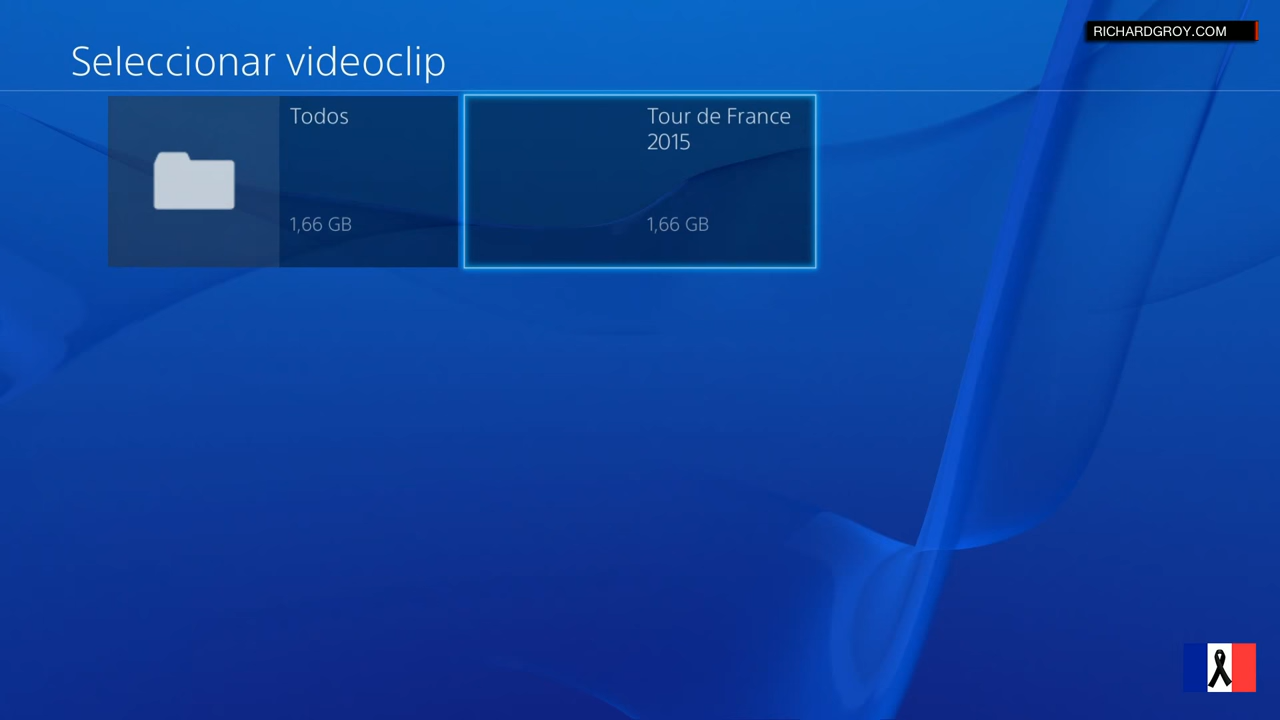 RICHARDGROY.COM
Seleccionar videoclip
Todos
1,66 GB
Tour de France
2015
1,66 GB